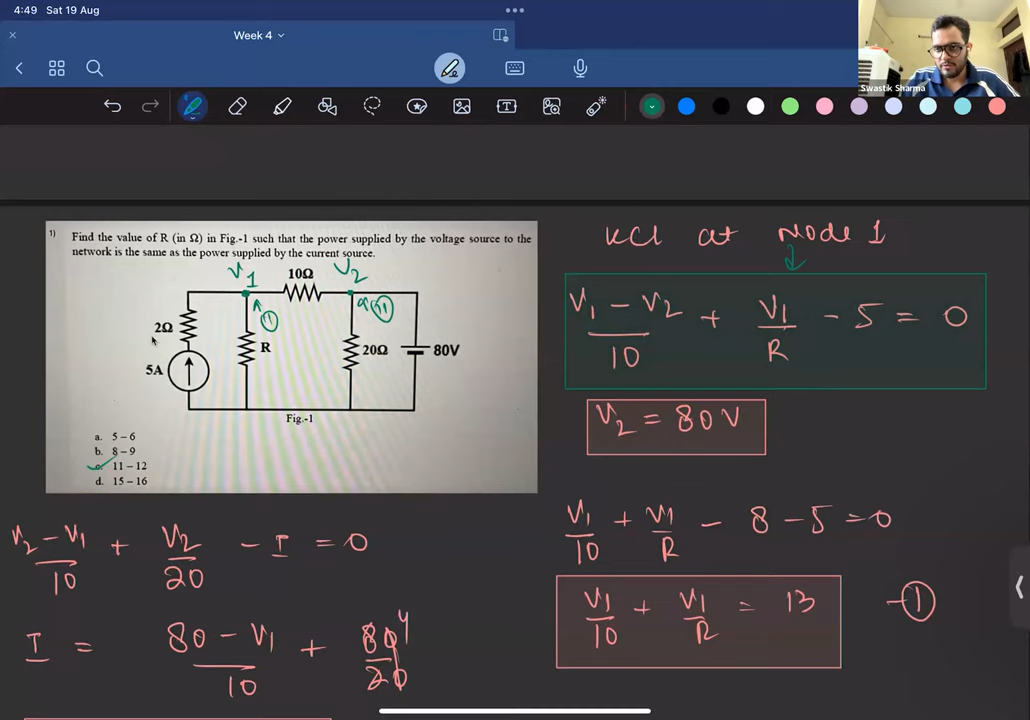 4:49 Sat 19 Aug
Week 4
Swastik Sharma
1) Find the value of R (in Ω) in Fig.-1 such that the power supplied by the voltage source to the
network is the same as the power supplied by the current source.
V1
10Ω
V2
2Ω
(1)
R
20Ω
80V
5A
Fig.-1
a. 5 – 6
b. 8 – 9
c. 11 – 12
d. 15 – 16
KCL at Node 1
(V1 - V2)/10 + V1/R - 5 = 0
V2 = 80V
V1/10 + V1/R - 8 - 5 = 0
V1/10 + V1/R = 13 - (1)
(V2 - V1)/10 + V2/20 - I = 0
I = (80 - V1)/10 + 80/20 4